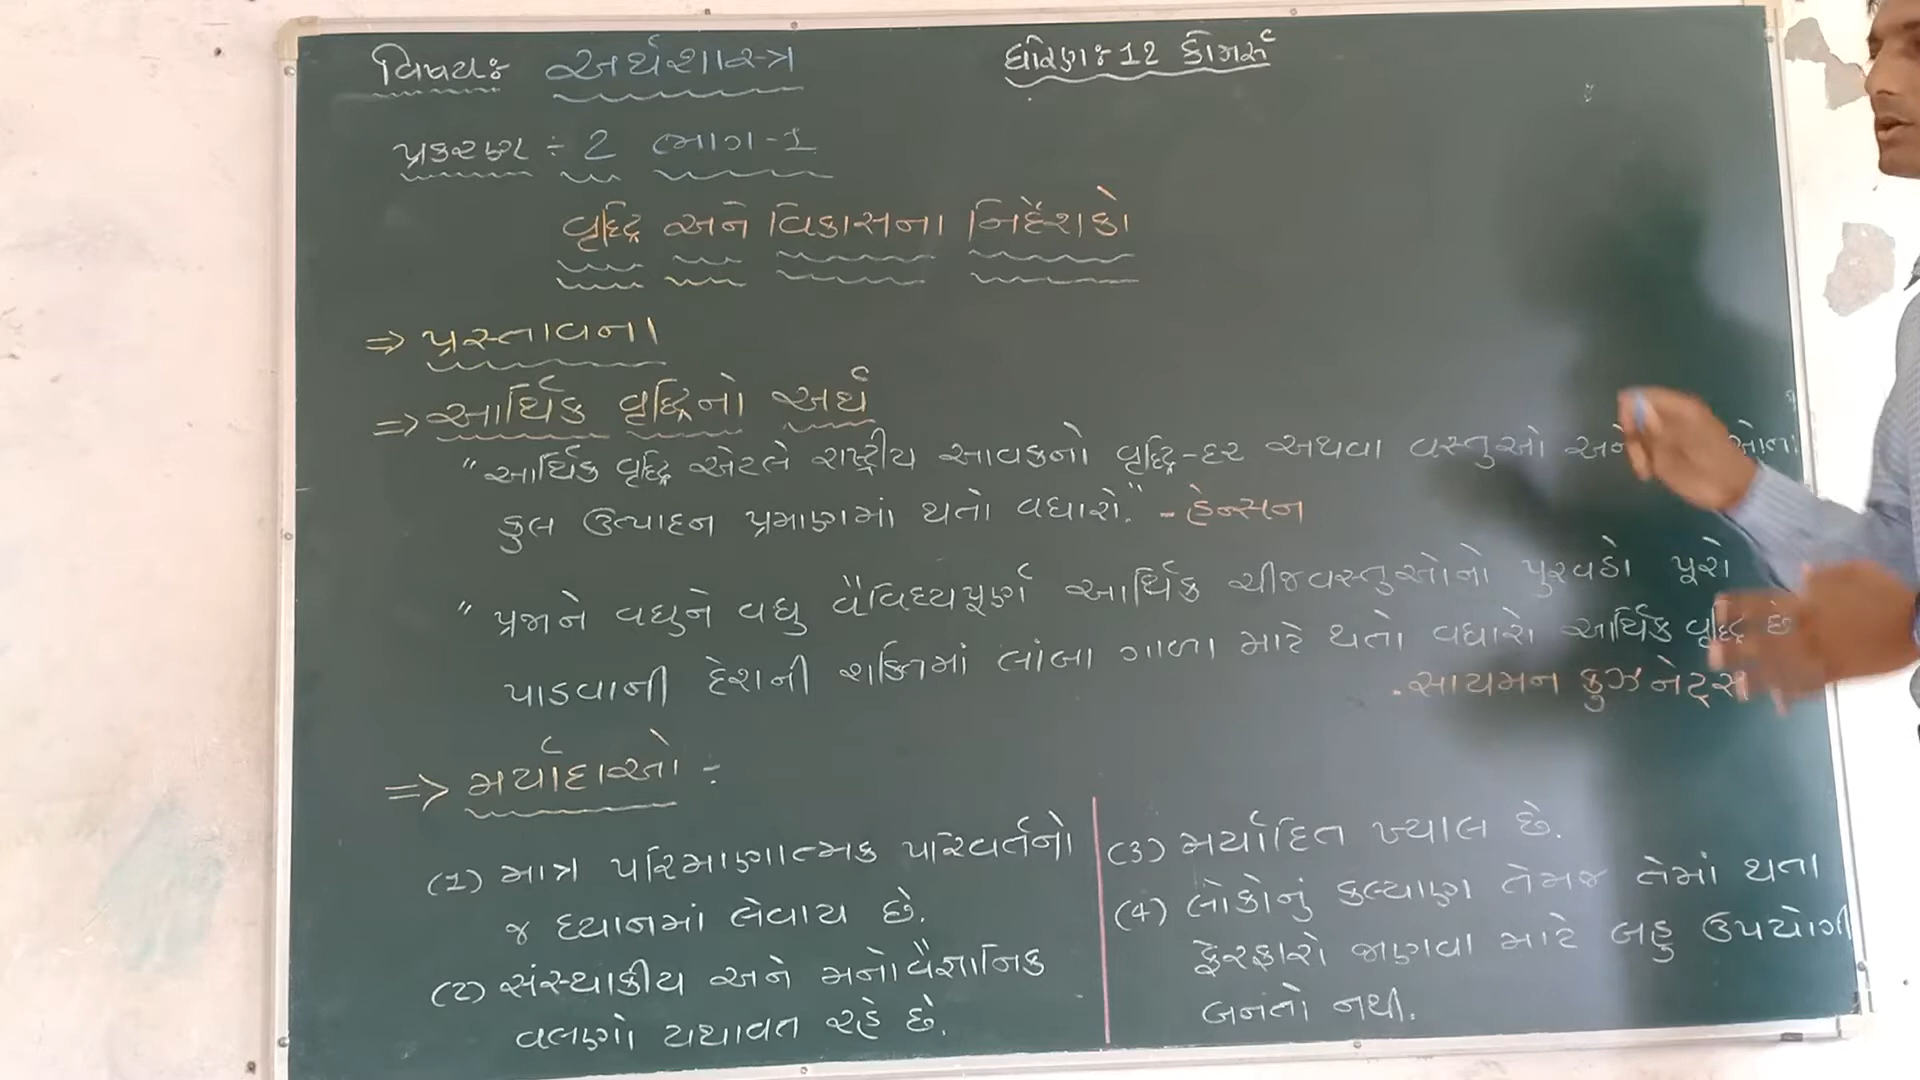 વિષયઃ અર્થશાસ્ત્ર
ધોરણઃ 12 કોમર્સ
પ્રકરણ ÷ 2 ભાગ-1
વૃદ્ધિ અને વિકાસના નિર્દેશકો
⇒ પ્રસ્તાવના
⇒ આર્થિક વૃદ્ધિનો અર્થ
"આર્થિક વૃદ્ધિ એટલે રાષ્ટ્રીય આવકનો વૃદ્ધિ-દર અથવા વસ્તુઓ અને
કુલ ઉત્પાદન પ્રમાણમાં થતો વધારો." - હેન્સન
" પ્રજાને વધુને વધુ વૈવિધ્યપૂર્ણ આર્થિક ચીજવસ્તુઓનો પુરવઠો પૂરો
પાડવાની દેશની શક્તિમાં લાંબા ગાળા માટે થતો વધારો આર્થિક વૃદ્ધિ છે
- સાયમન કુઝનેટ્સ
⇒ મર્યાદાઓ ÷
(1) માત્ર પરિમાણાત્મક પરિવર્તનો
જ ધ્યાનમાં લેવાય છે.
(2) સંસ્થાકીય અને મનોવૈજ્ઞાનિક
વલણો યથાવત રહે છે.
(3) મર્યાદિત ખ્યાલ છે.
(4) લોકોનું કલ્યાણ તેમજ તેમાં થતા
ફેરફારો જાણવા માટે બહુ ઉપયોગી
બનતો નથી.